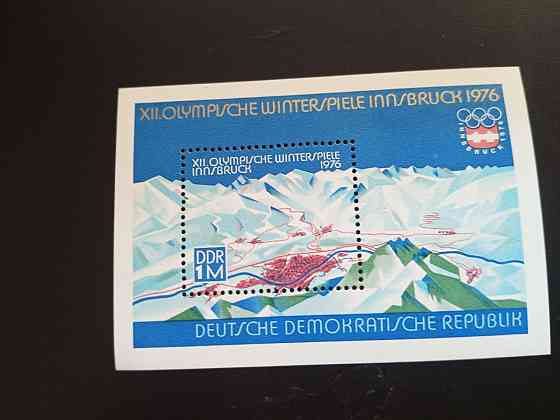 XII. OLYMPISCHE WINTERSPIELE INNSBRUCK 1976
XII. OLYMPISCHE WINTERSPIELE
INNSBRUCK 1976
DDR
1M
DEUTSCHE DEMOKRATISCHE REPUBLIK